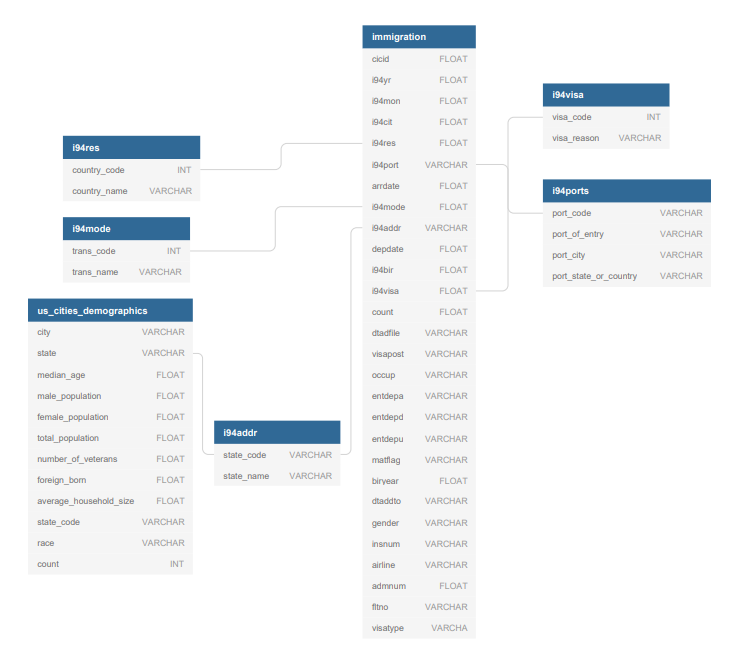 immigration
cicid FLOAT
i94yr FLOAT
i94mon FLOAT
i94cit FLOAT
i94res FLOAT
i94port VARCHAR
arrdate FLOAT
i94mode FLOAT
i94addr VARCHAR
depdate FLOAT
i94bir FLOAT
i94visa FLOAT
count FLOAT
dtadfile VARCHAR
visapost VARCHAR
occup VARCHAR
entdepa VARCHAR
entdepd VARCHAR
entdepu VARCHAR
matflag VARCHAR
biryear FLOAT
dtaddto VARCHAR
gender VARCHAR
insnum VARCHAR
airline VARCHAR
admnum FLOAT
fltno VARCHAR
visatype VARCHA
i94visa
visa_code INT
visa_reason VARCHAR
i94res
country_code INT
country_name VARCHAR
i94ports
port_code VARCHAR
port_of_entry VARCHAR
port_city VARCHAR
port_state_or_country VARCHAR
i94mode
trans_code INT
trans_name VARCHAR
us_cities_demographics
city VARCHAR
state VARCHAR
median_age FLOAT
male_population FLOAT
female_population FLOAT
total_population FLOAT
number_of_veterans FLOAT
foreign_born FLOAT
average_household_size FLOAT
state_code VARCHAR
race VARCHAR
count INT
i94addr
state_code VARCHAR
state_name VARCHAR